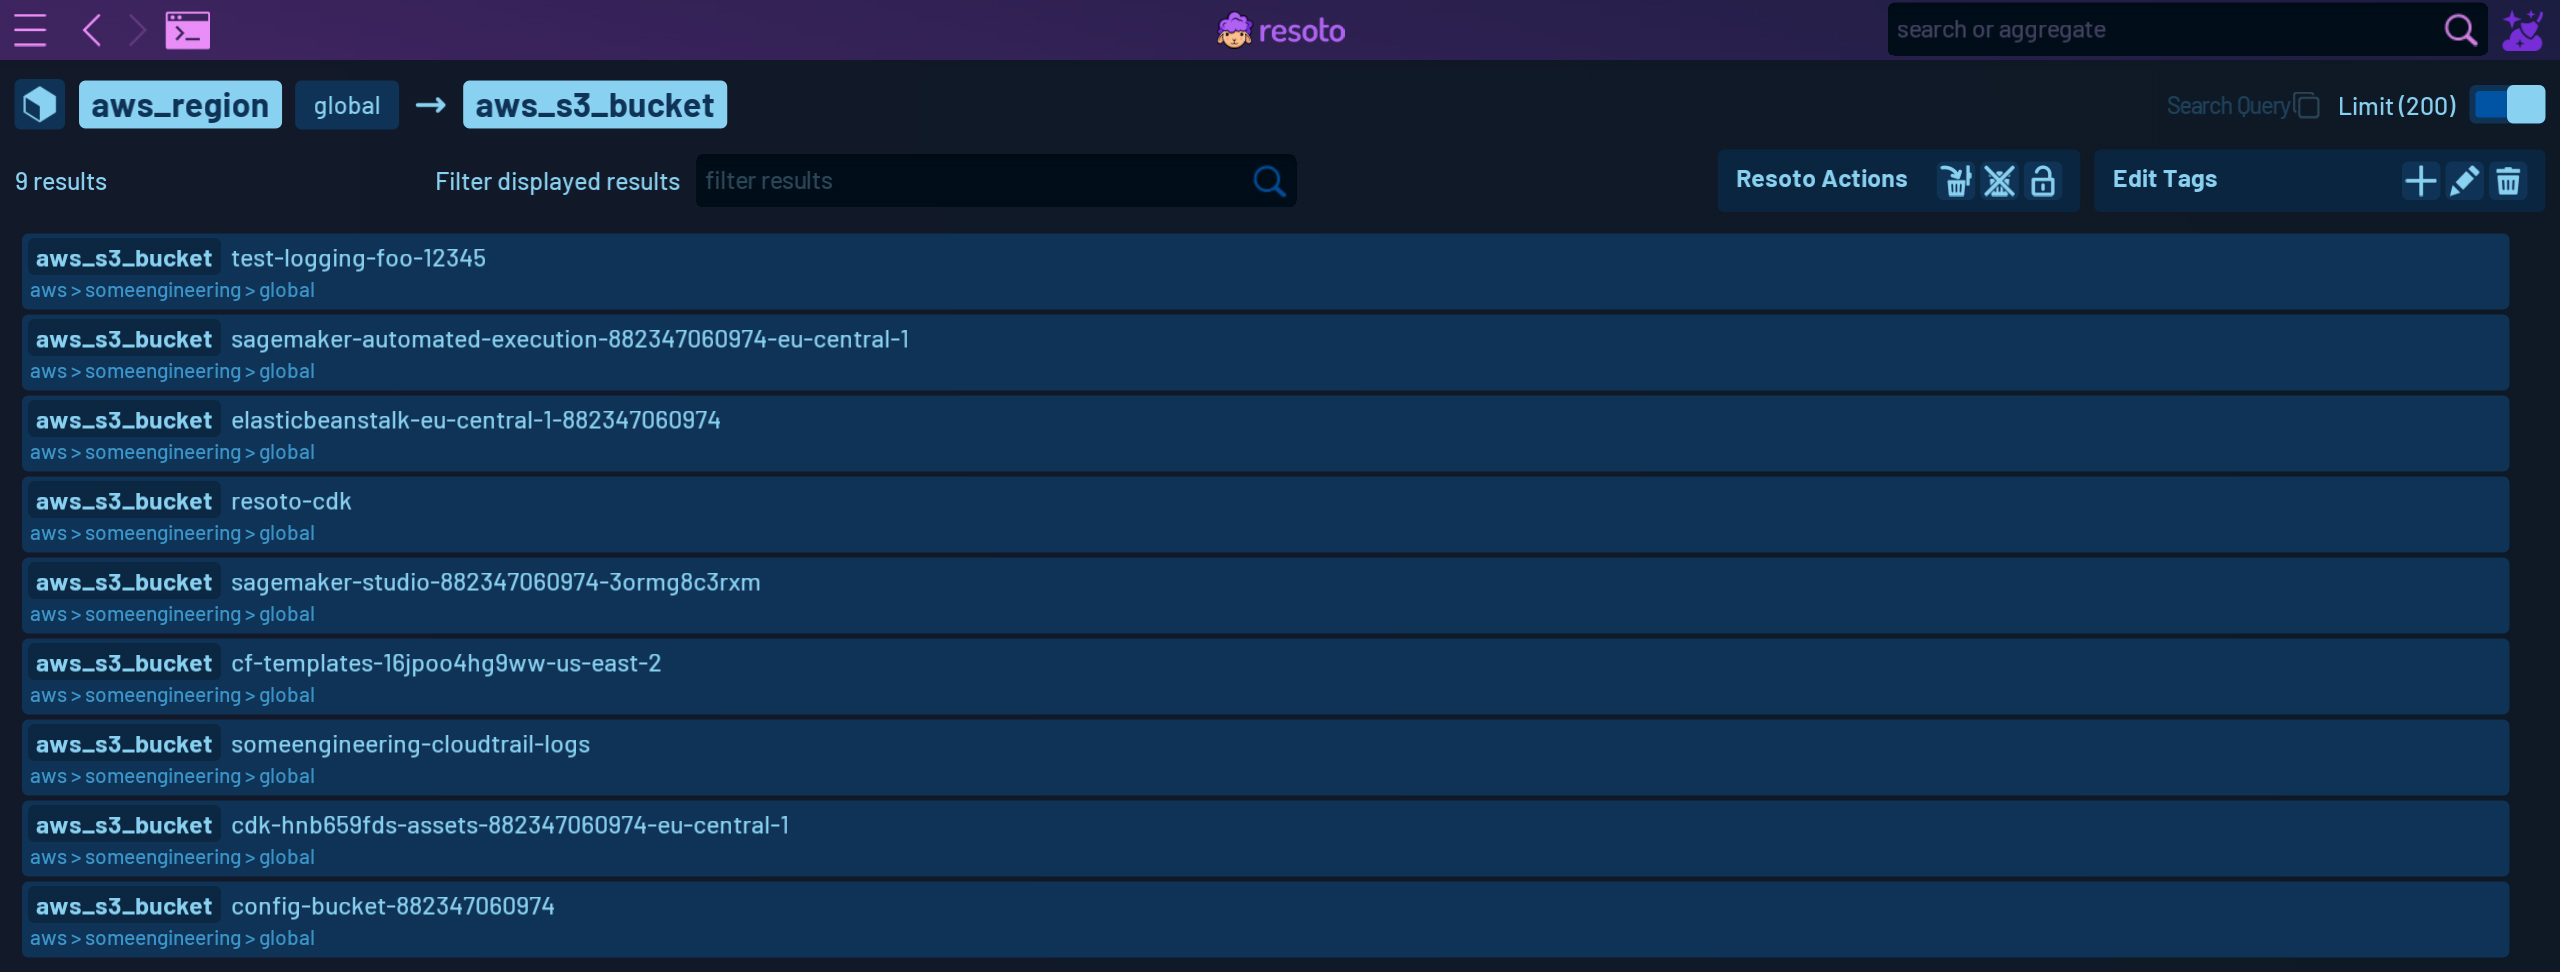 resoto
search or aggregate
aws_region global → aws_s3_bucket
Search Query Limit (200)
9 results
Filter displayed results
filter results
Resoto Actions
Edit Tags
aws_s3_bucket test-logging-foo-12345
aws > someengineering > global
aws_s3_bucket sagemaker-automated-execution-882347060974-eu-central-1
aws > someengineering > global
aws_s3_bucket elasticbeanstalk-eu-central-1-882347060974
aws > someengineering > global
aws_s3_bucket resoto-cdk
aws > someengineering > global
aws_s3_bucket sagemaker-studio-882347060974-3ormg8c3rxm
aws > someengineering > global
aws_s3_bucket cf-templates-16jpoo4hg9ww-us-east-2
aws > someengineering > global
aws_s3_bucket someengineering-cloudtrail-logs
aws > someengineering > global
aws_s3_bucket cdk-hnb659fds-assets-882347060974-eu-central-1
aws > someengineering > global
aws_s3_bucket config-bucket-882347060974
aws > someengineering > global